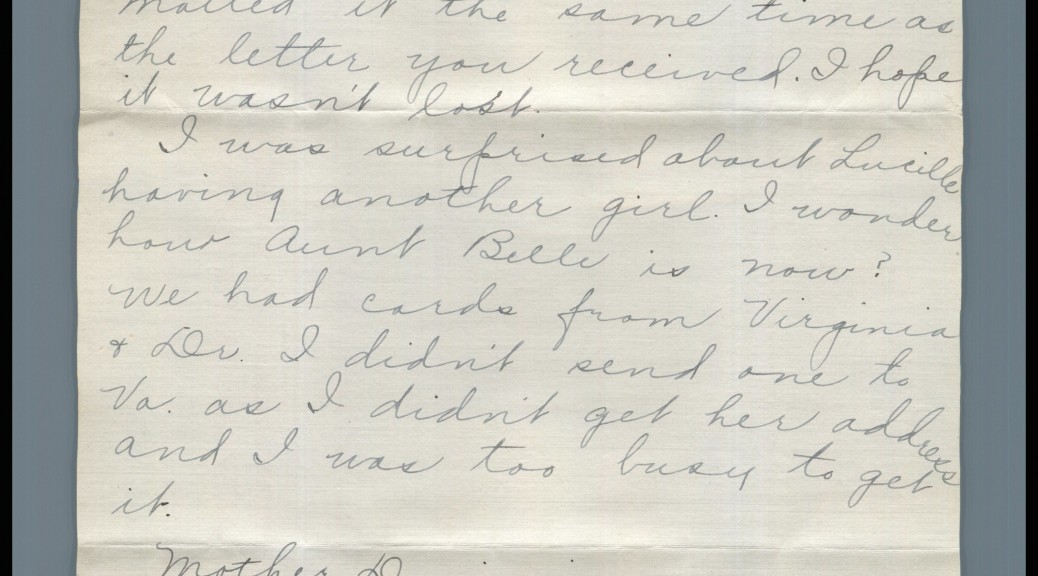 mailed it the same time as
the letter you received. I hope
it wasn't lost.
I was surprised about Lucille
having another girl. I wonder
how Aunt Belle is now?
We had cards from Virginia
& Dr. I didn't send one to
Va. as I didn't get her address
and I was too busy to get
it.
Mother